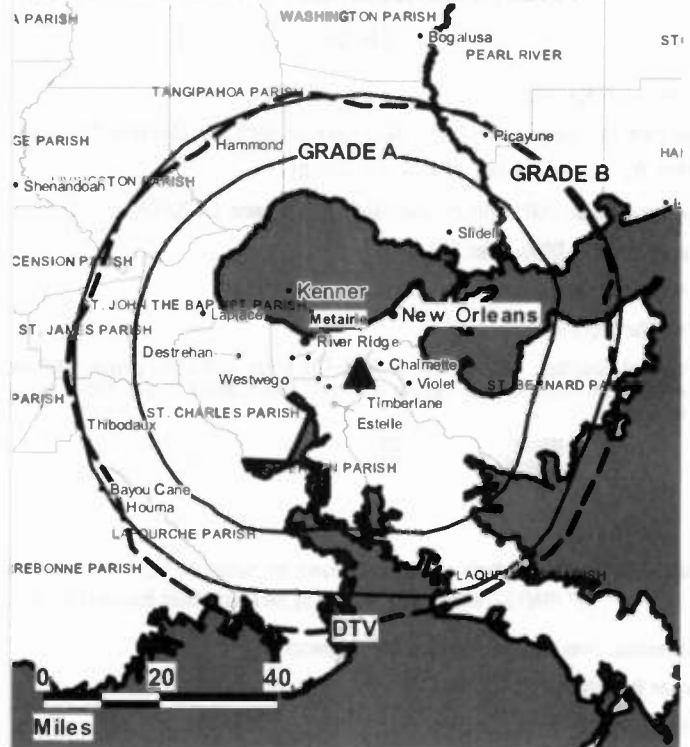 WASHINGTON PARISH
A PARISH
Bogalusa
PEARL RIVER
TANGIPAHOA PARISH
Picayune
Hammond
GRADE A
GRADE B
GE PARISH
HAN
Shenandoah
Slidel
CENSION PARISH
Kenner
ST. JOHN THE BAPTIST PARISH
Laplace
Metairie
New Orleans
ST. JAMES PARISH
River Ridge
Destrehan
Chalmette
Westwego
Violet
ST. BERNARD PA
PARISH
ST. CHARLES PARISH
Timberlane
Thibodaux
Estelle
PARISH
Bayou Cane
Houma
LAFOURCHE PARISH
REBONNE PARISH
DTV
0 20 40
Miles